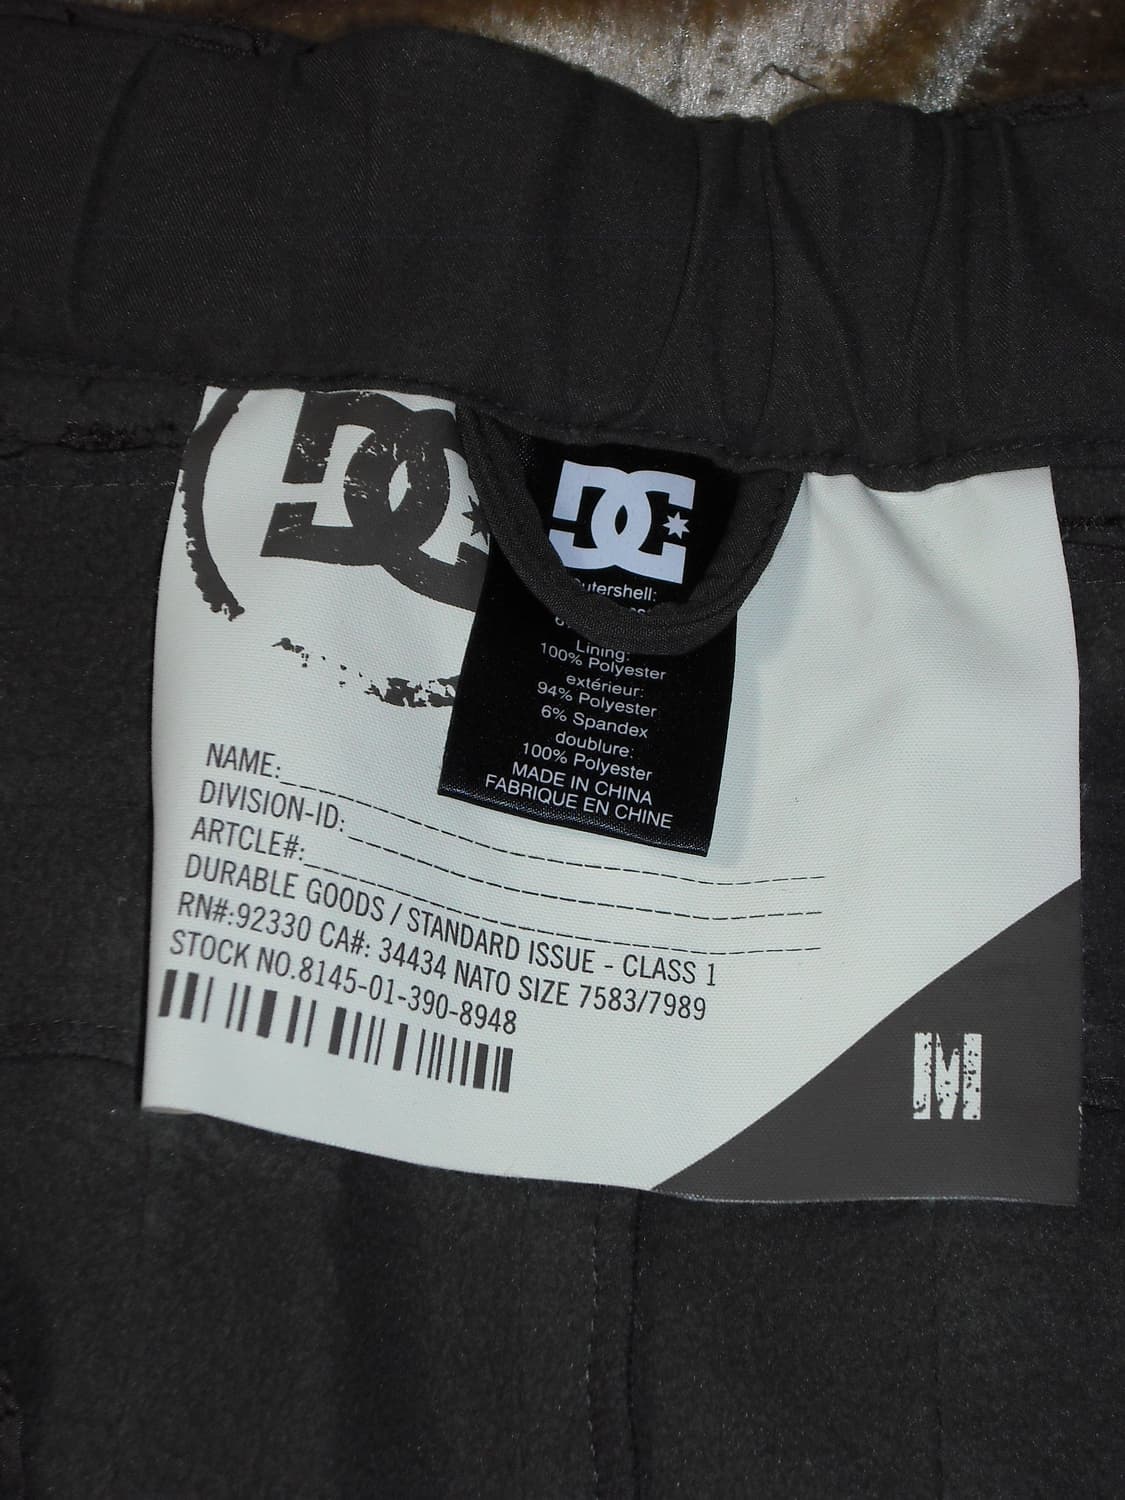 DC
DC
utershell:
Lining:
100% Polyester
extérieur:
94% Polyester
6% Spandex
doublure:
100% Polyester
MADE IN CHINA
FABRIQUE EN CHINE
NAME:
DIVISION-ID:
ARTCLE#:
DURABLE GOODS / STANDARD ISSUE - CLASS 1
RN#:92330 CA#: 34434 NATO SIZE 7583/7989
STOCK NO.8145-01-390-8948
M